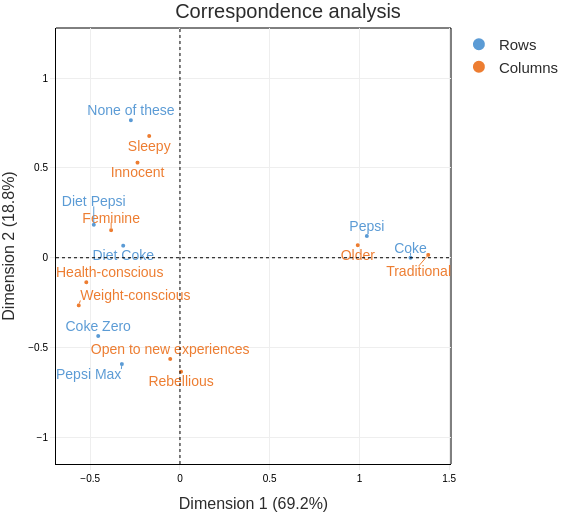 Correspondence analysis
Rows
Columns
1
0.5
0
−0.5
−1
Dimension 2 (18.8%)
None of these
Sleepy
Innocent
Diet Pepsi
Feminine
Diet Coke
Pepsi
Older
Coke
Traditional
Health-conscious
Weight-conscious
Coke Zero
Open to new experiences
Pepsi Max
Rebellious
−0.5
0
0.5
1
1.5
Dimension 1 (69.2%)